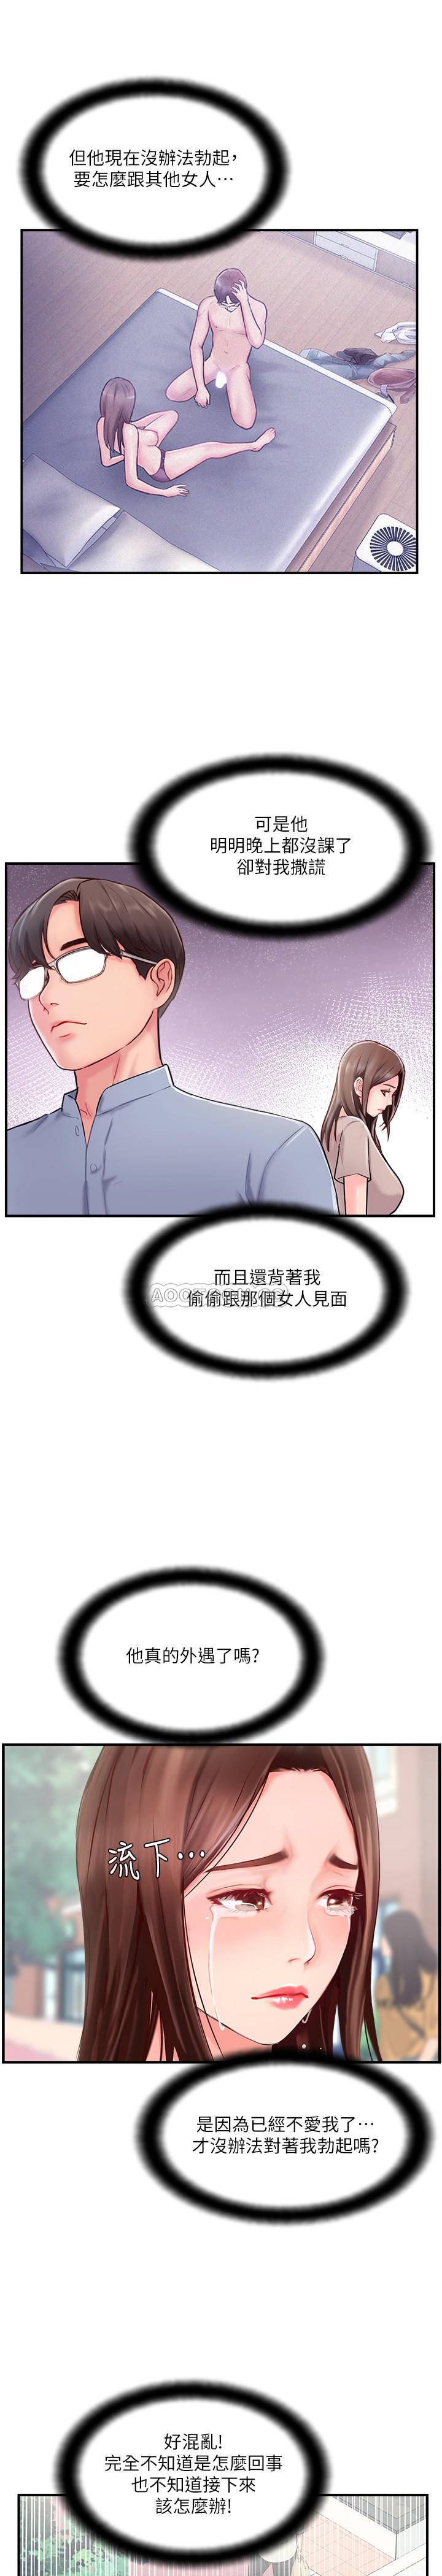 但他現在沒辦法勃起,
要怎麼跟其他女人…
可是他
明明晚上都沒課了
卻對我撒謊
而且還背著我
偷偷跟那個女人見面
他真的外遇了嗎?
流下…
是因為已經不愛我了…
才沒辦法對著我勃起嗎?
好混亂!
完全不知道是怎麼回事
也不知道接下來
該怎麼辦!